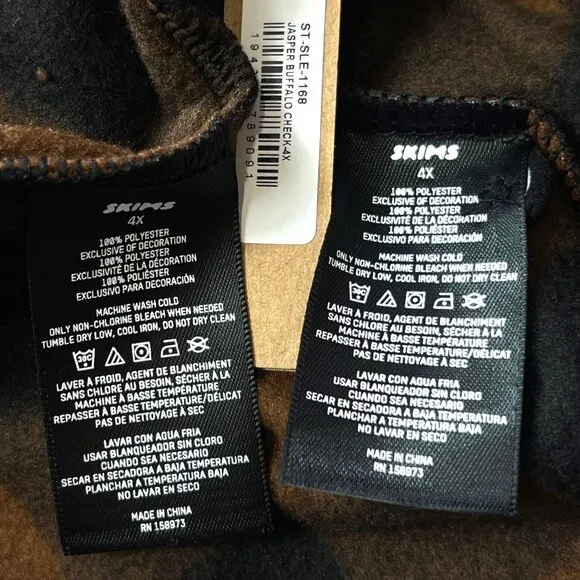 ST-SLE-1168
JASPER BUFFALO CHECK-4X
SKIMS
4X
100% POLYESTER
EXCLUSIVE OF DECORATION
100% POLYESTER
EXCLUSIVITÉ DE LA DÉCORATION
100% POLIÉSTER
EXCLUSIVO PARA DECORACIÓN
MACHINE WASH COLD
ONLY NON-CHLORINE BLEACH WHEN NEEDED
TUMBLE DRY LOW, COOL IRON, DO NOT DRY CLEAN
30C
LAVER À FROID, AGENT DE BLANCHIMENT
SANS CHLORE AU BESOIN, SÉCHER À LA
MACHINE À BASSE TEMPÉRATURE
REPASSER À BASSE TEMPÉRATURE/DÉLICAT
PAS DE NETTOYAGE À SEC
LAVAR CON AGUA FRIA
USAR BLANQUEADOR SIN CLORO
CUANDO SEA NECESARIO
SECAR EN SECADORA A BAJA TEMPERATURA
PLANCHAR A TEMPERATURA BAJA
NO LAVAR EN SECO
MADE IN CHINA
RN 158973
SKIMS
4X
100% POLYESTER
EXCLUSIVE OF DECORATION
100% POLYESTER
EXCLUSIVITÉ DE LA DÉCORATION
100% POLIÉSTER
EXCLUSIVO PARA DECORACIÓN
MACHINE WASH COLD
ONLY NON-CHLORINE BLEACH WHEN NEEDED
TUMBLE DRY LOW, COOL IRON, DO NOT DRY CLEAN
30C
LAVER À FROID, AGENT DE BLANCHIMENT
SANS CHLORE AU BESOIN, SÉCHER À LA
MACHINE À BASSE TEMPÉRATURE
REPASSER À BASSE TEMPÉRATURE/DÉLICAT
PAS DE NETTOYAGE À SEC
LAVAR CON AGUA FRIA
USAR BLANQUEADOR SIN CLORO
CUANDO SEA NECESARIO
SECAR EN SECADORA A BAJA TEMPERATURA
PLANCHAR A TEMPERATURA BAJA
NO LAVAR EN SECO
MADE IN CHINA
RN 158973